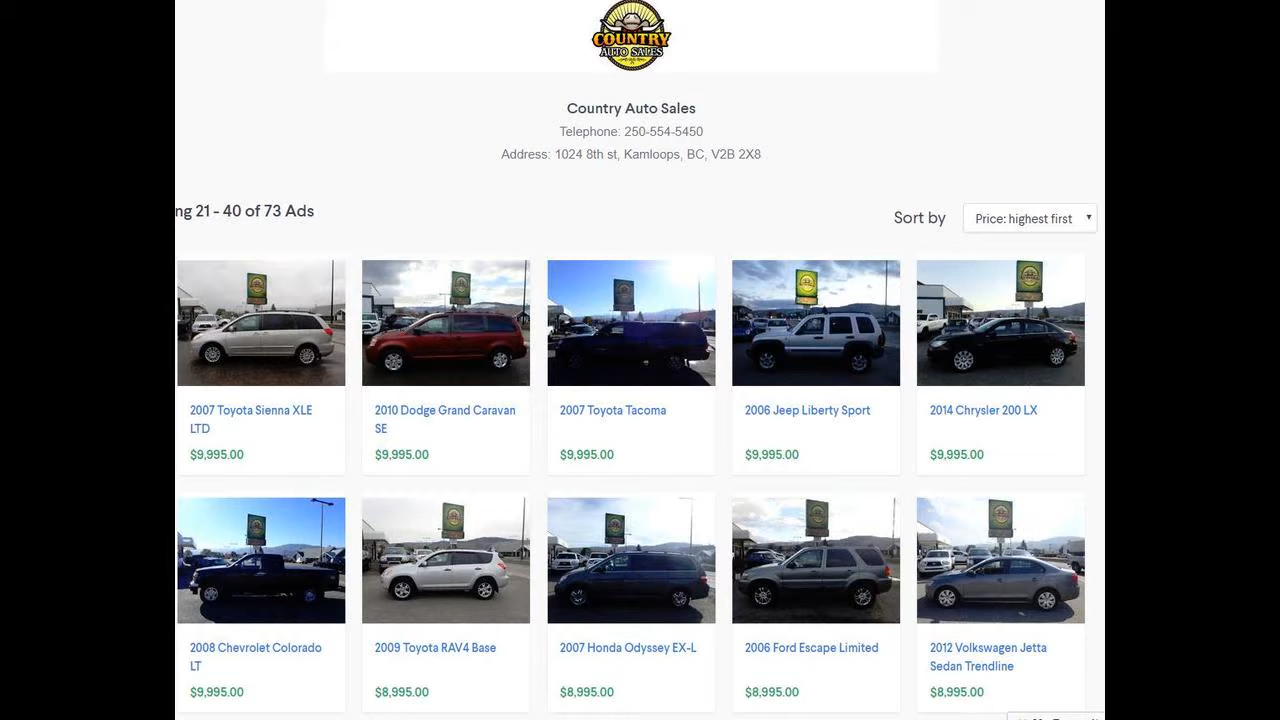 COUNTRY
AUTO SALES
Country Auto Sales
Telephone: 250-554-5450
Address: 1024 8th st, Kamloops, BC, V2B 2X8
ng 21 - 40 of 73 Ads
Sort by
Price: highest first
2007 Toyota Sienna XLE
LTD
$9,995.00
2010 Dodge Grand Caravan
SE
$9,995.00
2007 Toyota Tacoma
$9,995.00
2006 Jeep Liberty Sport
$9,995.00
2014 Chrysler 200 LX
$9,995.00
2008 Chevrolet Colorado
LT
$9,995.00
2009 Toyota RAV4 Base
$8,995.00
2007 Honda Odyssey EX-L
$8,995.00
2006 Ford Escape Limited
$8,995.00
2012 Volkswagen Jetta
Sedan Trendline
$8,995.00